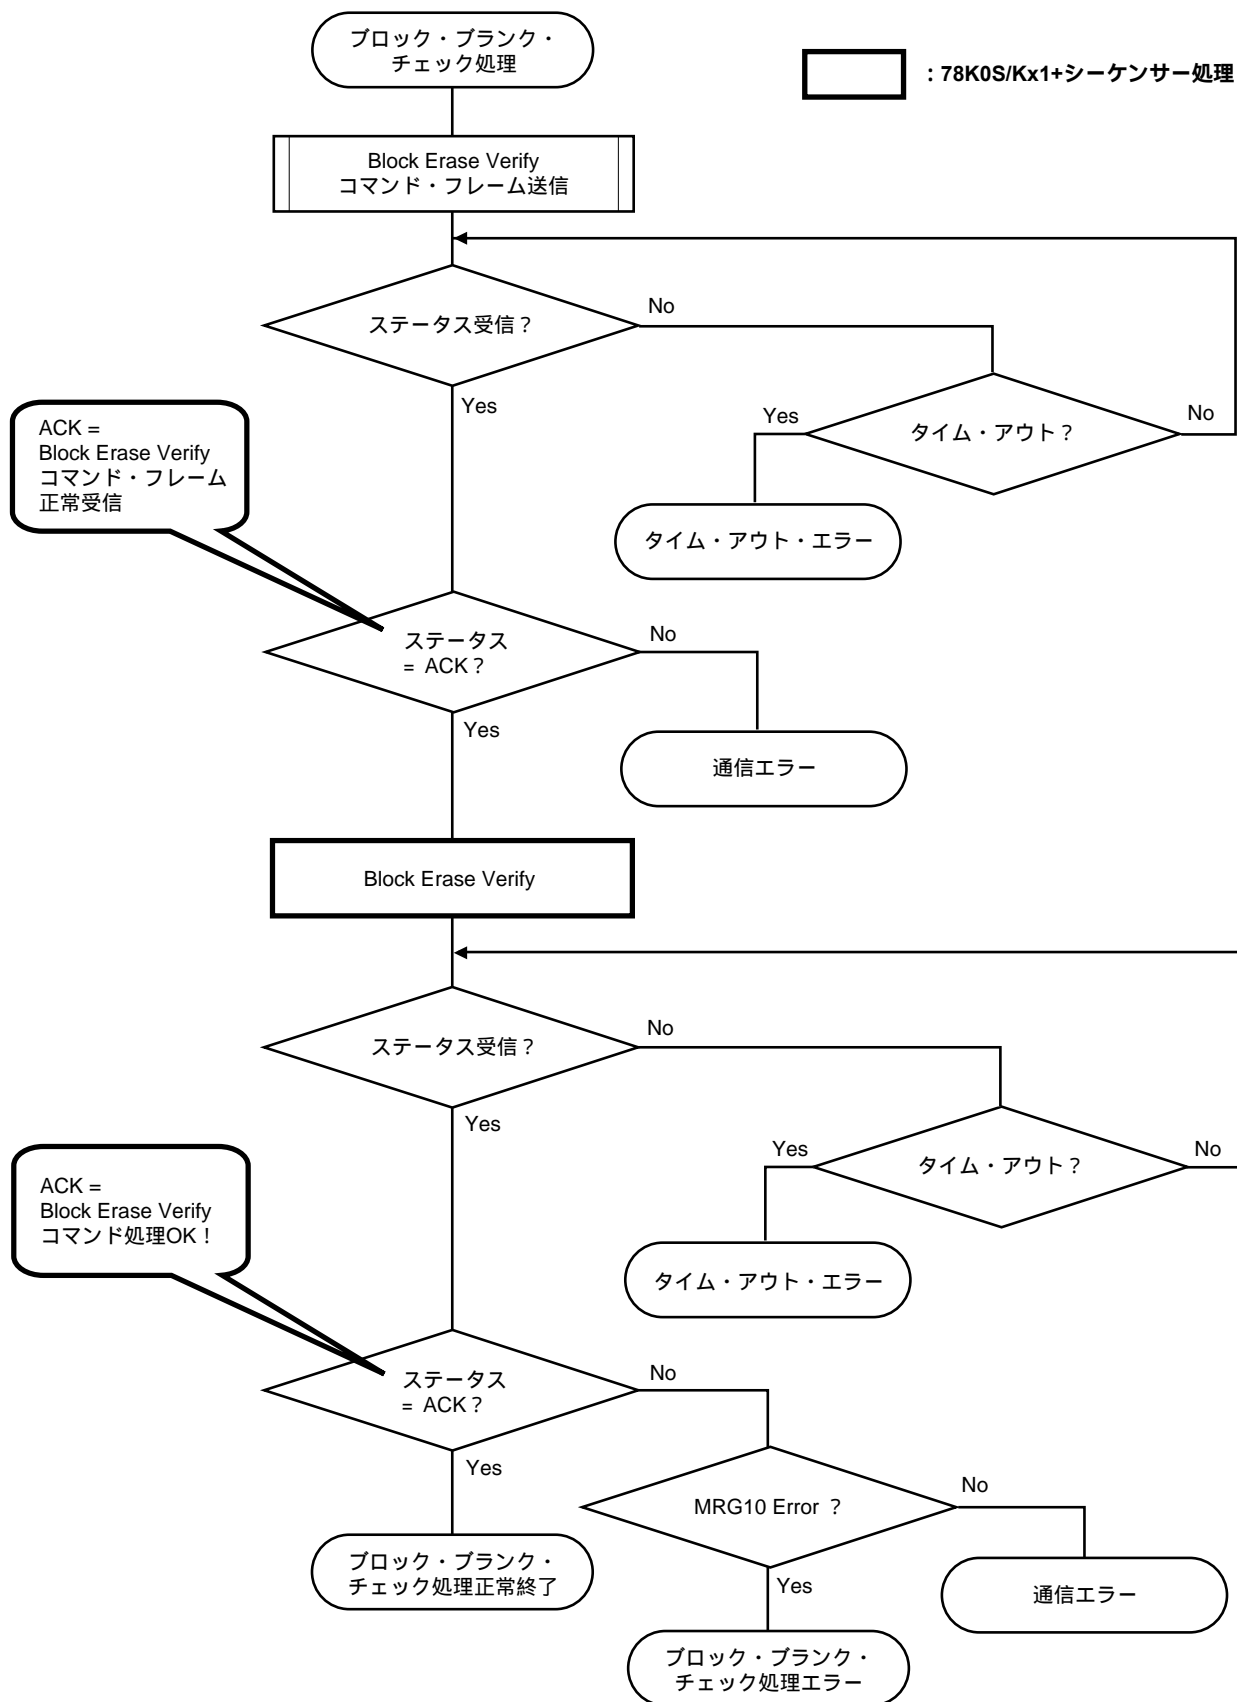 ブロック・ブランク・
チェック処理
：78K0S/Kx1+シーケンサー処理
Block Erase Verify
コマンド・フレーム送信
ステータス受信？
No
Yes
タイム・アウト？
Yes
No
タイム・アウト・エラー
ACK =
Block Erase Verify
コマンド・フレーム
正常受信
ステータス
= ACK？
No
Yes
通信エラー
Block Erase Verify
ステータス受信？
No
Yes
タイム・アウト？
Yes
No
タイム・アウト・エラー
ACK =
Block Erase Verify
コマンド処理OK！
ステータス
= ACK？
No
Yes
MRG10 Error ？
No
Yes
ブロック・ブランク・
チェック処理正常終了
通信エラー
ブロック・ブランク・
チェック処理エラー